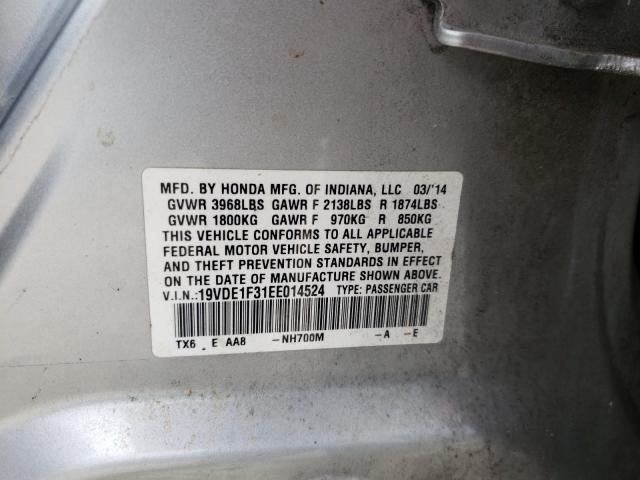 MFD. BY HONDA MFG. OF INDIANA, LLC 03/'14
GVWR 3968LBS GAWR F 2138LBS R 1874LBS
GVWR 1800KG GAWR F 970KG R 850KG
THIS VEHICLE CONFORMS TO ALL APPLICABLE
FEDERAL MOTOR VEHICLE SAFETY, BUMPER,
AND THEFT PREVENTION STANDARDS IN EFFECT
ON THE DATE OF MANUFACTURE SHOWN ABOVE.
V.I.N.:19VDE1F31EE014524 TYPE: PASSENGER CAR
TX6 . E AA8 -NH700M -A -E